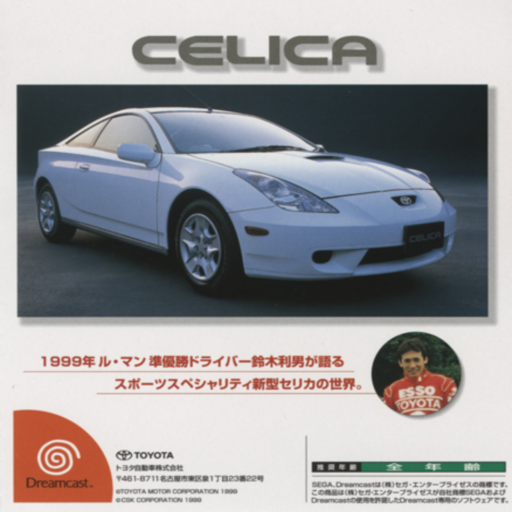 CELICA
CELICA
1999年 ル・マン 準優勝ドライバー鈴木利男が語る
スポーツスペシャリティ新型セリカの世界。
ESSO
TOYOTA
Dreamcast™
TOYOTA
トヨタ自動車株式会社
〒461-8711名古屋市東区泉1丁目23番22号
©TOYOTA MOTOR CORPORATION 1999
©CSK CORPORATION 1999
推奨年齢 全年齢
SEGA、Dreamcastは(株)セガ・エンタープライゼスの商標です。
この商品は(株)セガ・エンタープライゼスが自社商標SEGAおよび
Dreamcastの使用を許諾したDreamcast専用のソフトウェアです。